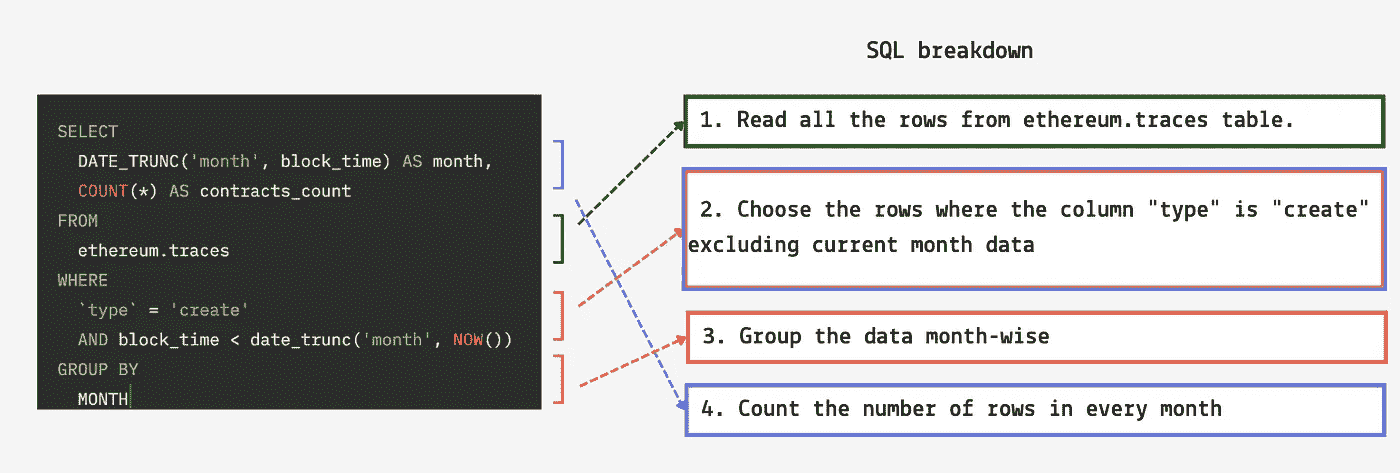 SQL breakdown
SELECT
DATE_TRUNC('month', block_time) AS month,
COUNT(*) AS contracts_count
FROM
ethereum.traces
WHERE
`type` = 'create'
AND block_time < date_trunc('month', NOW())
GROUP BY
MONTH
1. Read all the rows from ethereum.traces table.
2. Choose the rows where the column "type" is "create"
excluding current month data
3. Group the data month-wise
4. Count the number of rows in every month